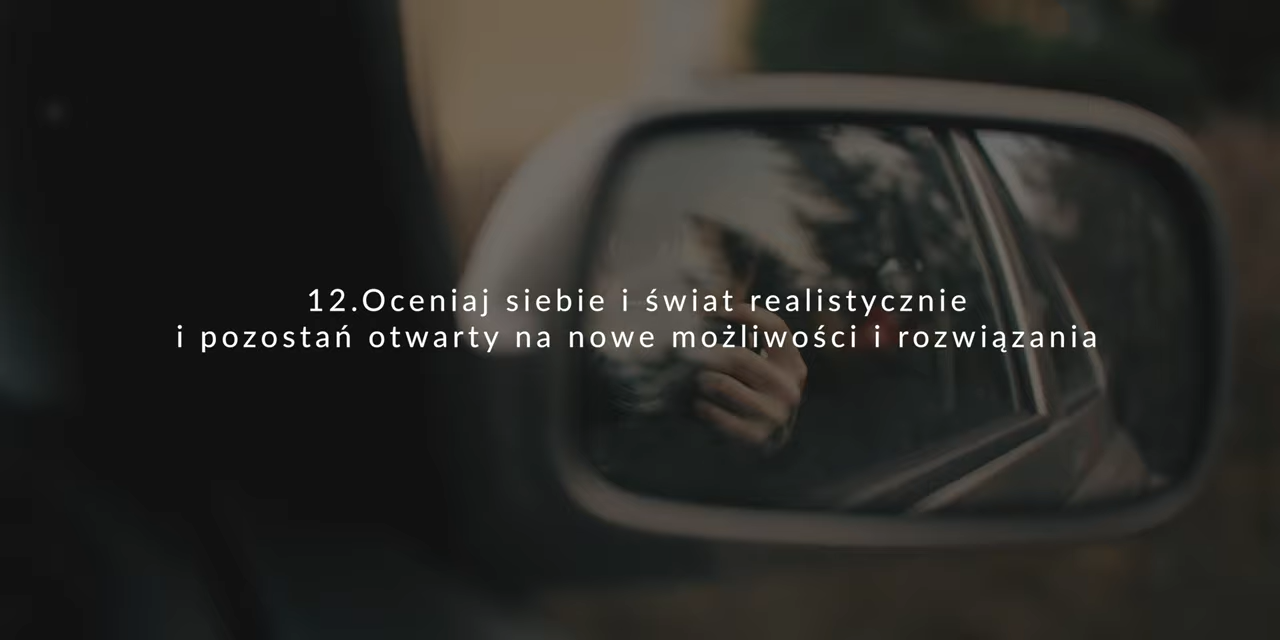 12.Oceniaj siebie i świat realistycznie
i pozostań otwarty na nowe możliwości i rozwiązania